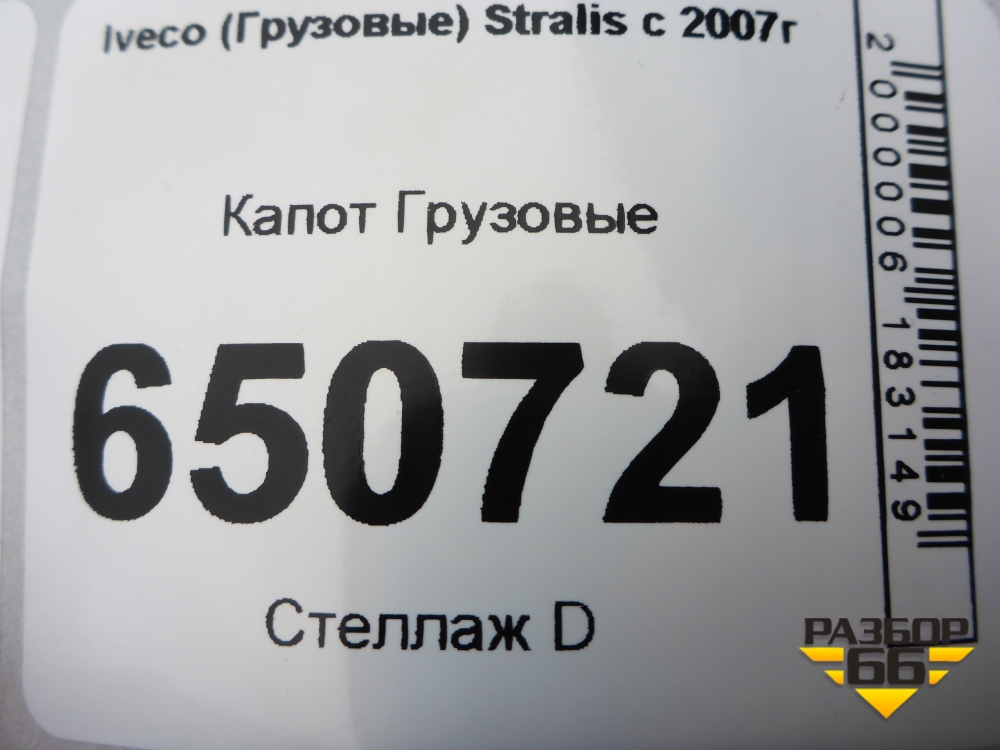 Iveco (Грузовые) Stralis с 2007г
Капот Грузовые
650721
Стеллаж D
2000006183149
РАЗБОР
66